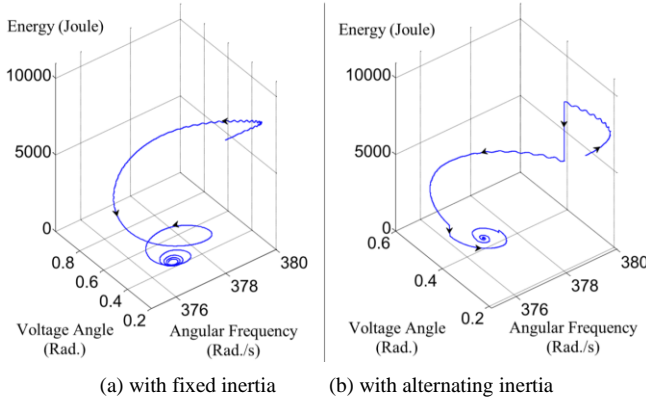 Energy (Joule)
10000
5000
0
0.8
0.6
0.4
0.2
376
378
380
Voltage Angle
(Rad.)
Angular Frequency
(Rad./s)
Energy (Joule)
10000
5000
0
0.6
0.4
0.2
376
378
380
Voltage Angle
(Rad.)
Angular Frequency
(Rad./s)
(a) with fixed inertia
(b) with alternating inertia